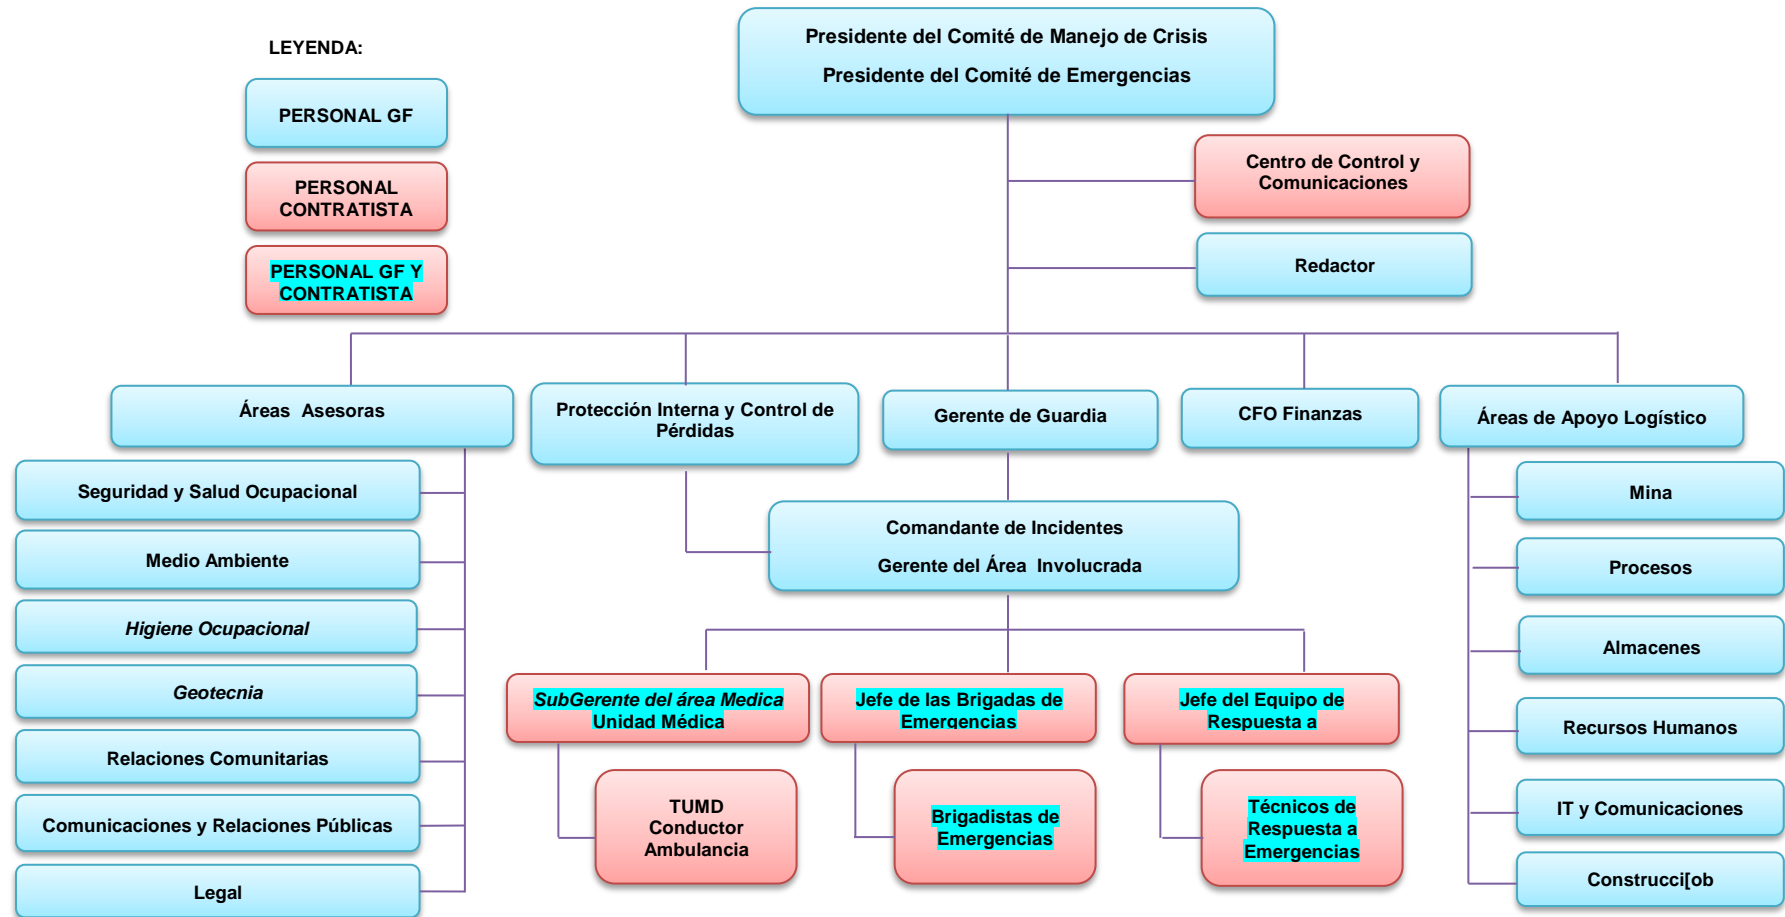 LEYENDA:
PERSONAL GF
PERSONAL
CONTRATISTA
PERSONAL GF Y
CONTRATISTA
Presidente del Comité de Manejo de Crisis
Presidente del Comité de Emergencias
Centro de Control y
Comunicaciones
Redactor
Áreas Asesoras
Protección Interna y Control de
Pérdidas
Gerente de Guardia
CFO Finanzas
Áreas de Apoyo Logístico
Seguridad y Salud Ocupacional
Medio Ambiente
Higiene Ocupacional
Geotecnia
Relaciones Comunitarias
Comunicaciones y Relaciones Públicas
Legal
Comandante de Incidentes
Gerente del Área Involucrada
SubGerente del área Medica
Unidad Médica
Jefe de las Brigadas de
Emergencias
Jefe del Equipo de
Respuesta a
TUMD
Conductor
Ambulancia
Brigadistas de
Emergencias
Técnicos de
Respuesta a
Emergencias
Mina
Procesos
Almacenes
Recursos Humanos
IT y Comunicaciones
Construcci[ob